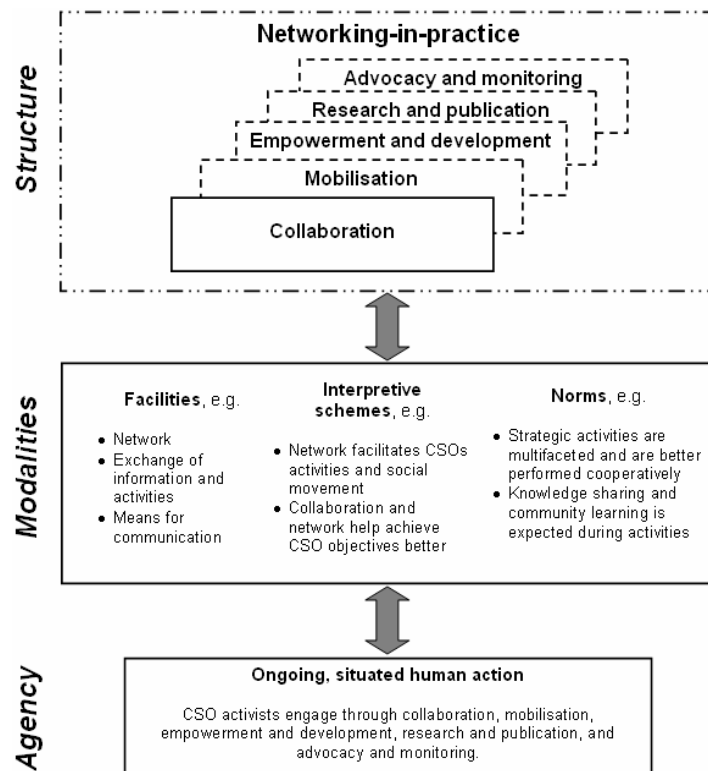 Structure
Networking-in-practice
Advocacy and monitoring
Research and publication
Empowerment and development
Mobilisation
Collaboration
Modalities
Facilities, e.g.
• Network
• Exchange of
information and
activities
• Means for
communication
Interpretive
schemes, e.g.
• Network facilitates CSOs
activities and social
movement
• Collaboration and
network help achieve
CSO objectives better
Norms, e.g.
• Strategic activities are
multifaceted and are better
performed cooperatively
• Knowledge sharing and
community learning is
expected during activities
Agency
Ongoing, situated human action
CSO activists engage through collaboration, mobilisation,
empowerment and development, research and publication, and
advocacy and monitoring.